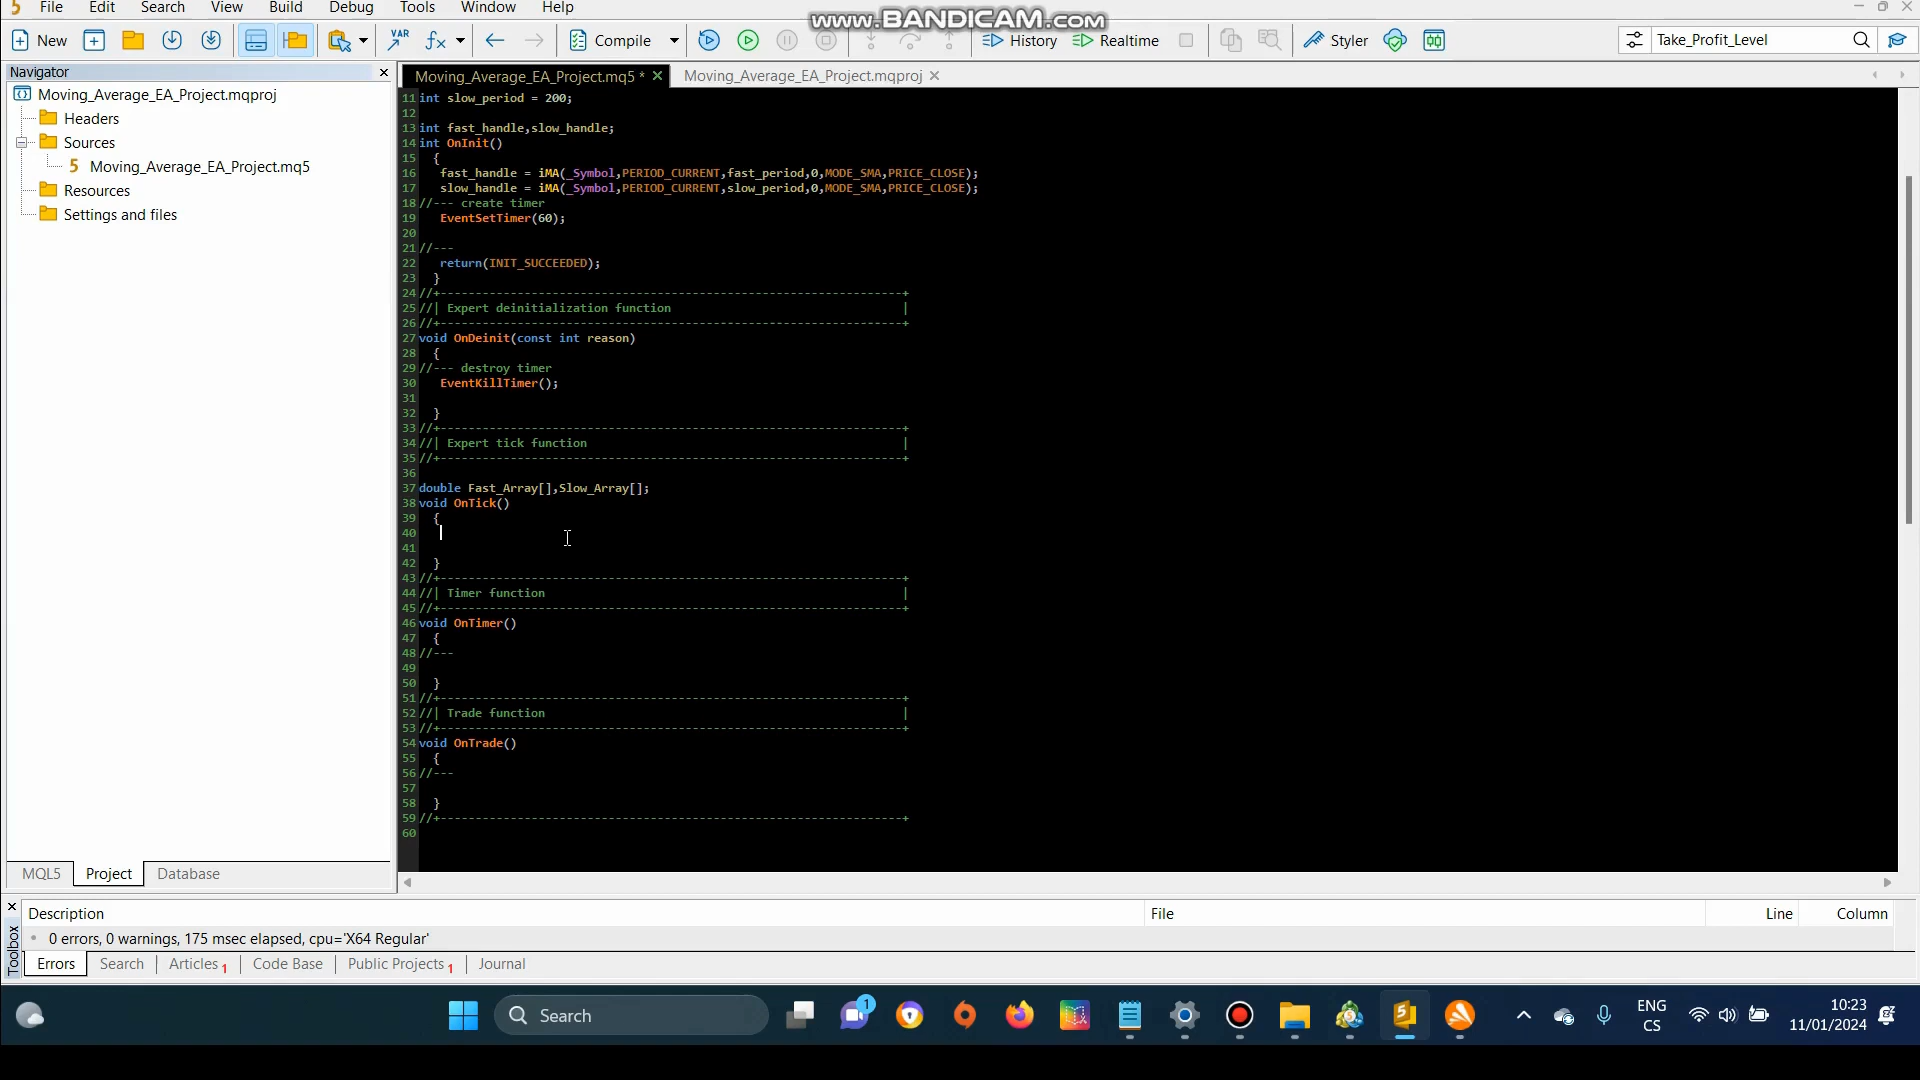 www.BANDICAM.com
5 File Edit Search View Build Debug Tools Window Help
New VAR fx Compile History Realtime Styler Take_Profit_Level
Navigator
Moving_Average_EA_Project.mq5 * Moving_Average_EA_Project.mqproj
Moving_Average_EA_Project.mqproj
Headers
Sources
5 Moving_Average_EA_Project.mq5
Resources
Settings and files
MQL5 Project Database
11 int slow_period = 200;
12
13 int fast_handle,slow_handle;
14 int OnInit()
15 {
16 fast_handle = iMA(_Symbol,PERIOD_CURRENT,fast_period,0,MODE_SMA,PRICE_CLOSE);
17 slow_handle = iMA(_Symbol,PERIOD_CURRENT,slow_period,0,MODE_SMA,PRICE_CLOSE);
18 //--- create timer
19 EventSetTimer(60);
20
21 //---
22 return(INIT_SUCCEEDED);
23 }
24 //+------------------------------------------------------------------+
25 //| Expert deinitialization function |
26 //+------------------------------------------------------------------+
27 void OnDeinit(const int reason)
28 {
29 //--- destroy timer
30 EventKillTimer();
31
32 }
33 //+------------------------------------------------------------------+
34 //| Expert tick function |
35 //+------------------------------------------------------------------+
36
37 double Fast_Array[],Slow_Array[];
38 void OnTick()
39 {
40
41
42 }
43 //+------------------------------------------------------------------+
44 //| Timer function |
45 //+------------------------------------------------------------------+
46 void OnTimer()
47 {
48 //---
49
50 }
51 //+------------------------------------------------------------------+
52 //| Trade function |
53 //+------------------------------------------------------------------+
54 void OnTrade()
55 {
56 //---
57
58 }
59 //+------------------------------------------------------------------+
60
Toolbox
Description File Line Column
0 errors, 0 warnings, 175 msec elapsed, cpu='X64 Regular'
Errors Search Articles 1 Code Base Public Projects 1 Journal
Search 1 5 ENG 10:23
CS 11/01/2024